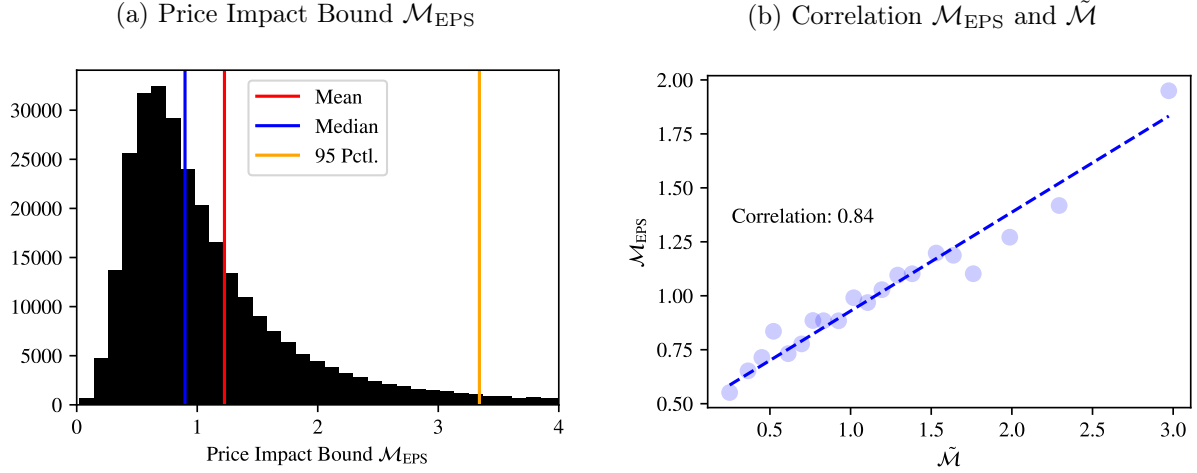 (a) Price Impact Bound ℳ_EPS
30000
25000
20000
15000
10000
5000
0
0 1 2 3 4
Price Impact Bound ℳ_EPS
Mean
Median
95 Pctl.
(b) Correlation ℳ_EPS and ℳ̃
2.00
1.75
1.50
1.25
1.00
0.75
0.50
ℳ_EPS
Correlation: 0.84
0.5 1.0 1.5 2.0 2.5 3.0
ℳ̃